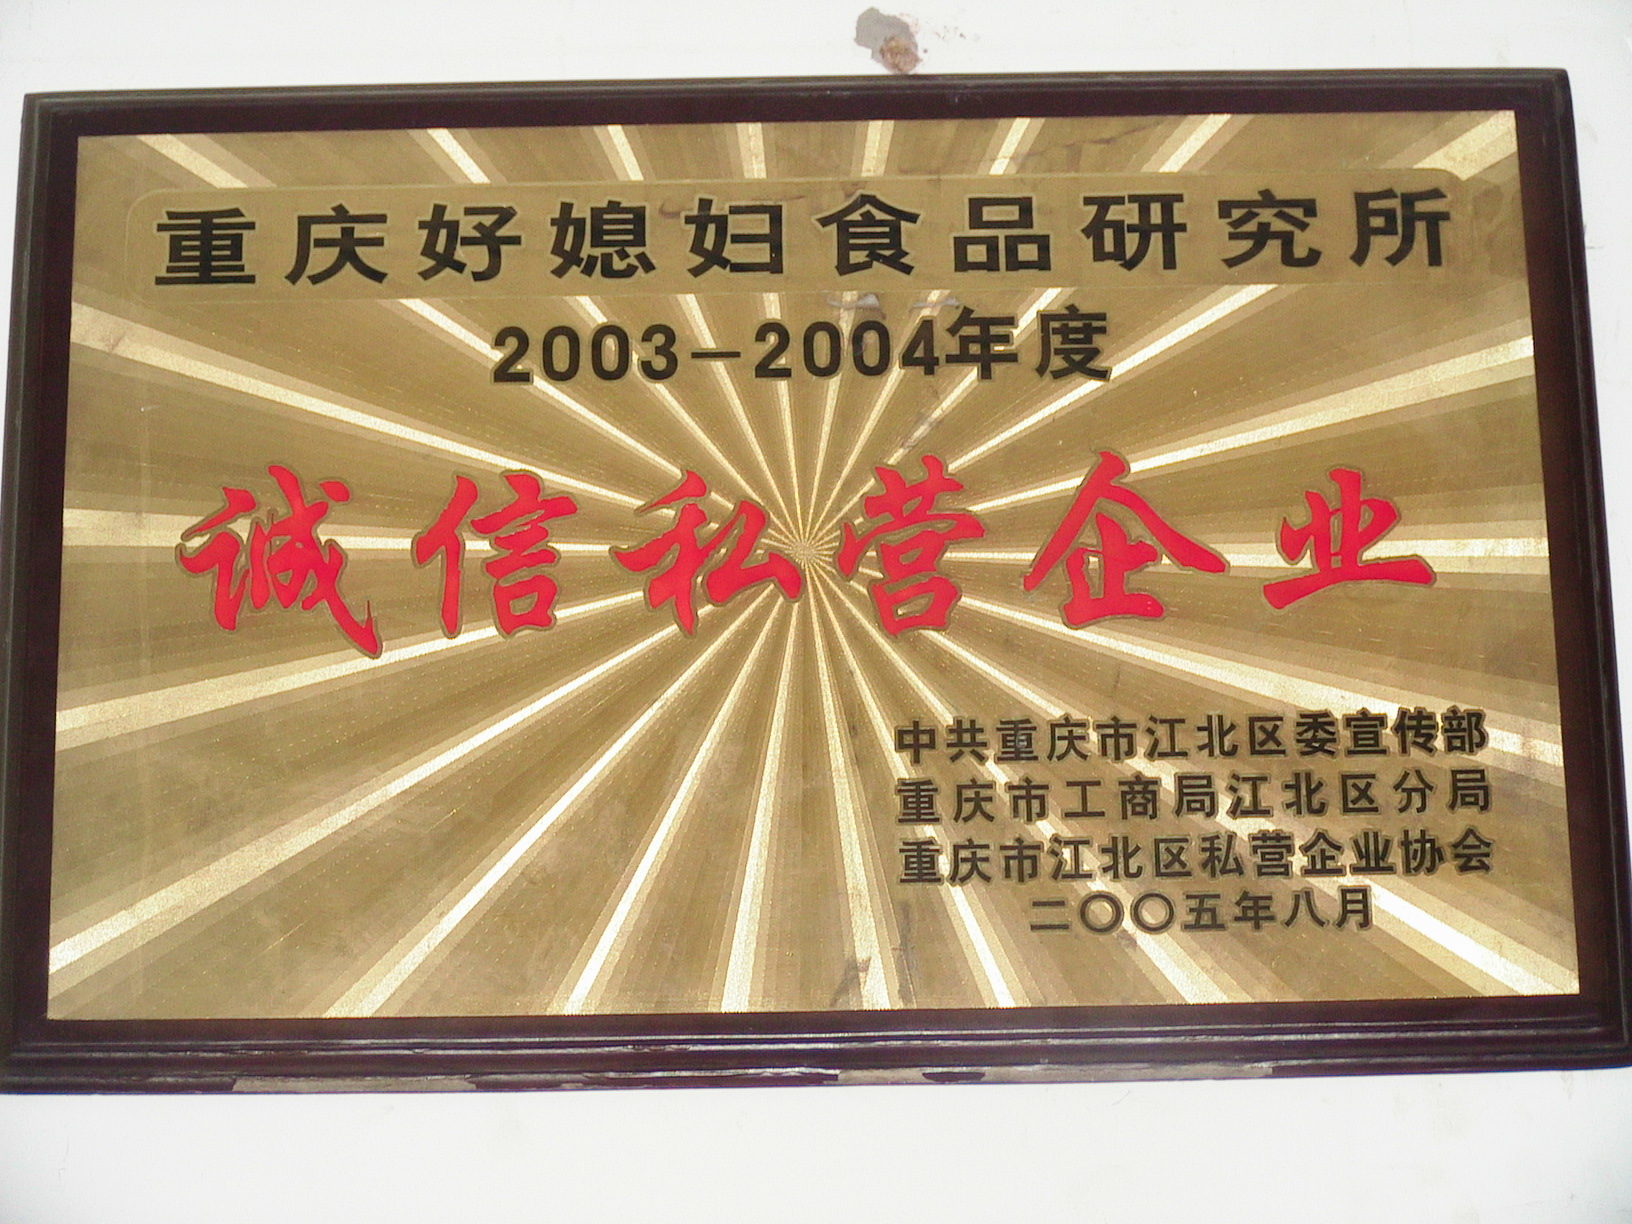 重庆好媳妇食品研究所
2003－2004年度
诚信私营企业
中共重庆市江北区委宣传部
重庆市工商局江北区分局
重庆市江北区私营企业协会
二〇〇五年八月